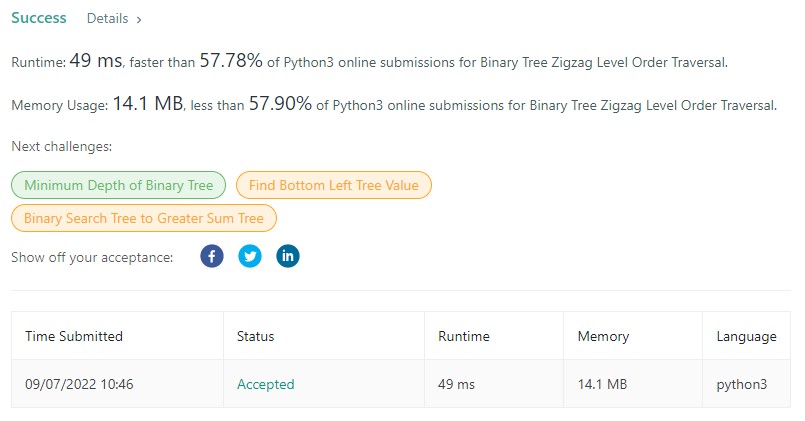 Success Details ›
Runtime: 49 ms, faster than 57.78% of Python3 online submissions for Binary Tree Zigzag Level Order Traversal.
Memory Usage: 14.1 MB, less than 57.90% of Python3 online submissions for Binary Tree Zigzag Level Order Traversal.
Next challenges:
Minimum Depth of Binary Tree Find Bottom Left Tree Value
Binary Search Tree to Greater Sum Tree
Show off your acceptance: f in
Time Submitted Status Runtime Memory Language
09/07/2022 10:46 Accepted 49 ms 14.1 MB python3